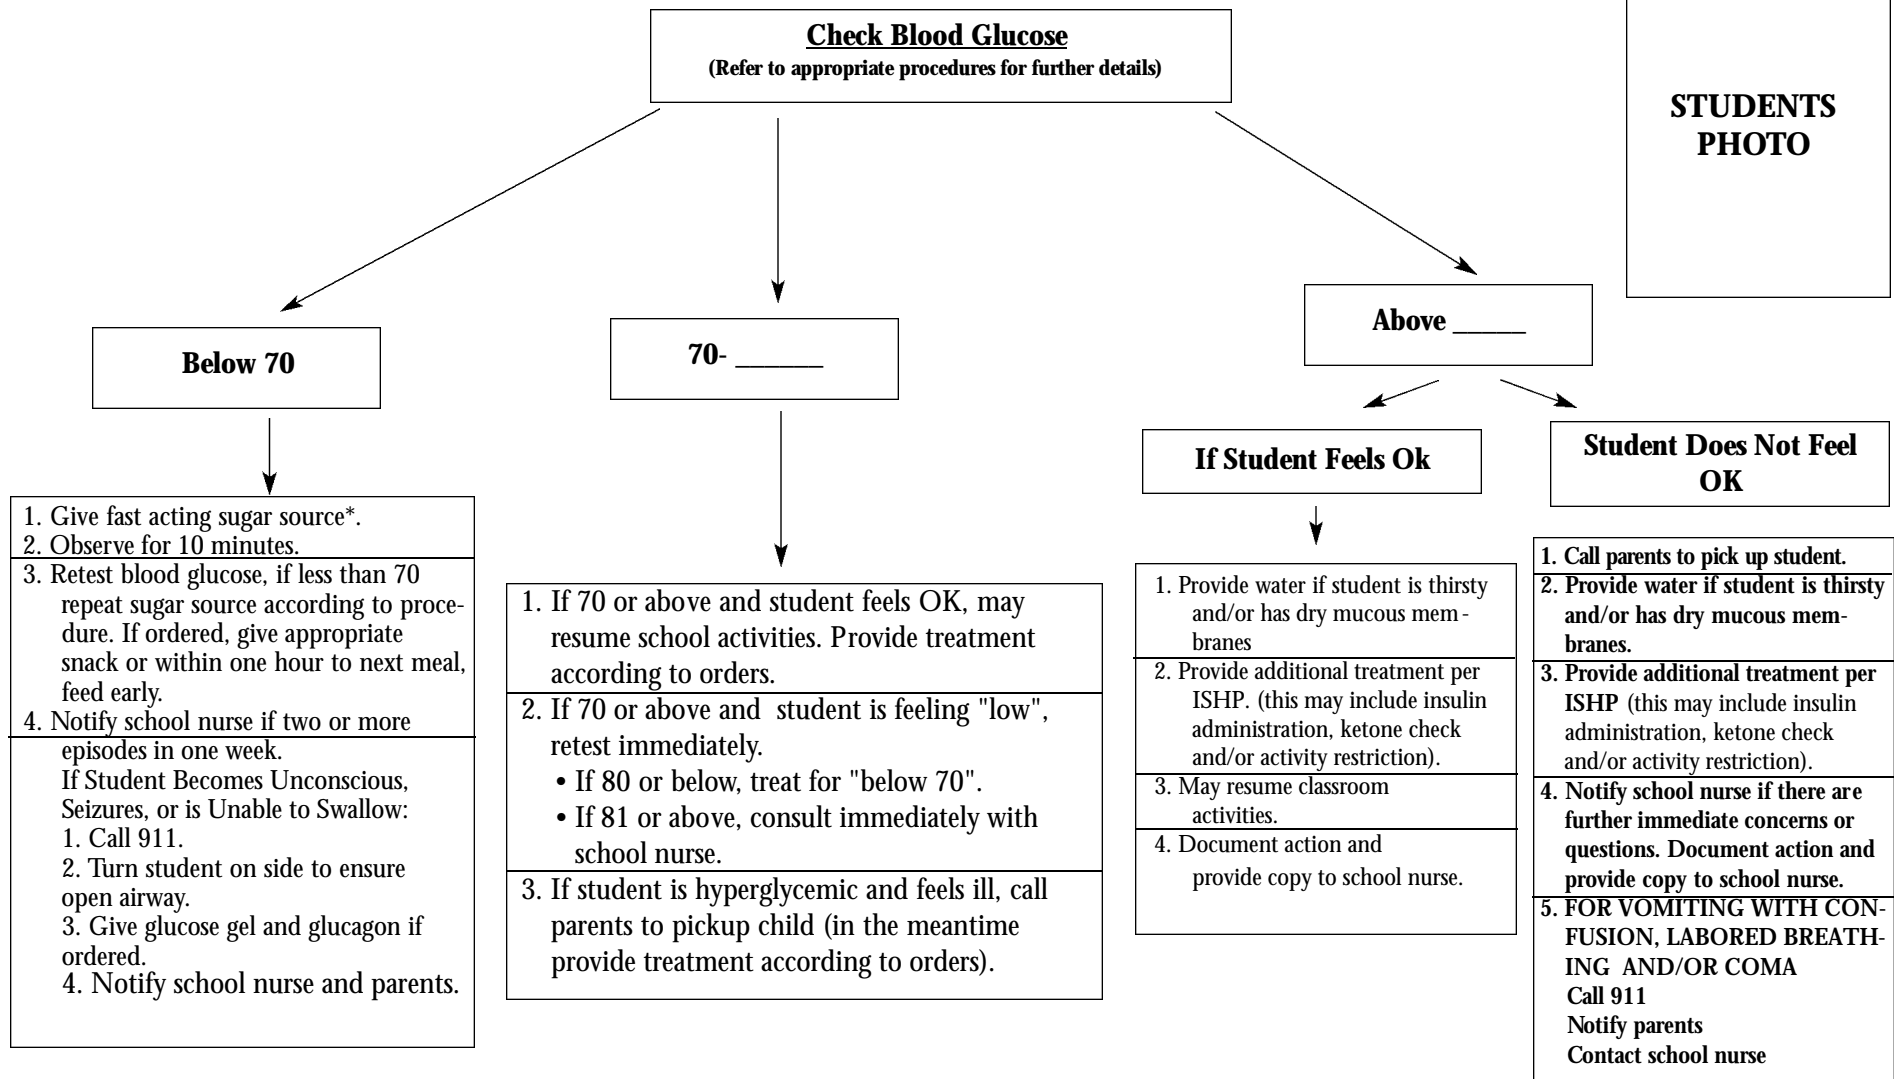 Check Blood Glucose
(Refer to appropriate procedures for further details)
STUDENTS
PHOTO
Below 70
70- ______
Above _____
If Student Feels Ok
Student Does Not Feel
OK
1. Give fast acting sugar source*.
2. Observe for 10 minutes.
3. Retest blood glucose, if less than 70
repeat sugar source according to proce-
dure. If ordered, give appropriate
snack or within one hour to next meal,
feed early.
4. Notify school nurse if two or more
episodes in one week.
If Student Becomes Unconscious,
Seizures, or is Unable to Swallow:
1. Call 911.
2. Turn student on side to ensure
open airway.
3. Give glucose gel and glucagon if
ordered.
4. Notify school nurse and parents.
1. If 70 or above and student feels OK, may
resume school activities. Provide treatment
according to orders.
2. If 70 or above and student is feeling "low",
retest immediately.
• If 80 or below, treat for "below 70".
• If 81 or above, consult immediately with
school nurse.
3. If student is hyperglycemic and feels ill, call
parents to pickup child (in the meantime
provide treatment according to orders).
1. Provide water if student is thirsty
and/or has dry mucous mem-
branes
2. Provide additional treatment per
ISHP. (this may include insulin
administration, ketone check
and/or activity restriction).
3. May resume classroom
activities.
4. Document action and
provide copy to school nurse.
1. Call parents to pick up student.
2. Provide water if student is thirsty
and/or has dry mucous mem-
branes.
3. Provide additional treatment per
ISHP (this may include insulin
administration, ketone check
and/or activity restriction).
4. Notify school nurse if there are
further immediate concerns or
questions. Document action and
provide copy to school nurse.
5. FOR VOMITING WITH CON-
FUSION, LABORED BREATH-
ING AND/OR COMA
Call 911
Notify parents
Contact school nurse